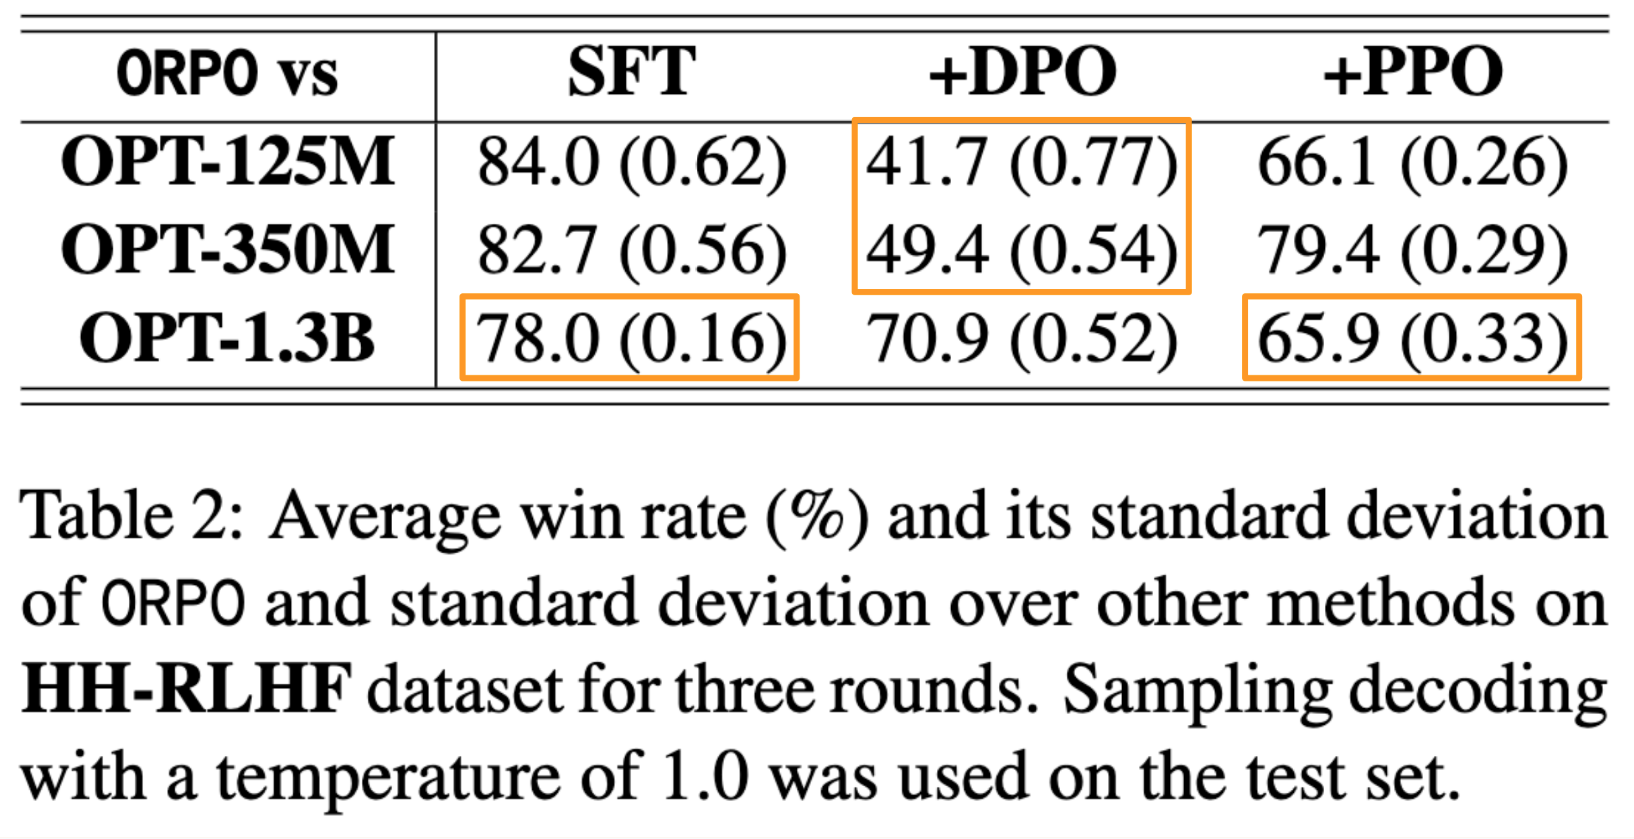 ORPO vs SFT +DPO +PPO
OPT-125M 84.0 (0.62) 41.7 (0.77) 66.1 (0.26)
OPT-350M 82.7 (0.56) 49.4 (0.54) 79.4 (0.29)
OPT-1.3B 78.0 (0.16) 70.9 (0.52) 65.9 (0.33)
Table 2: Average win rate (%) and its standard deviation
of ORPO and standard deviation over other methods on
HH-RLHF dataset for three rounds. Sampling decoding
with a temperature of 1.0 was used on the test set.